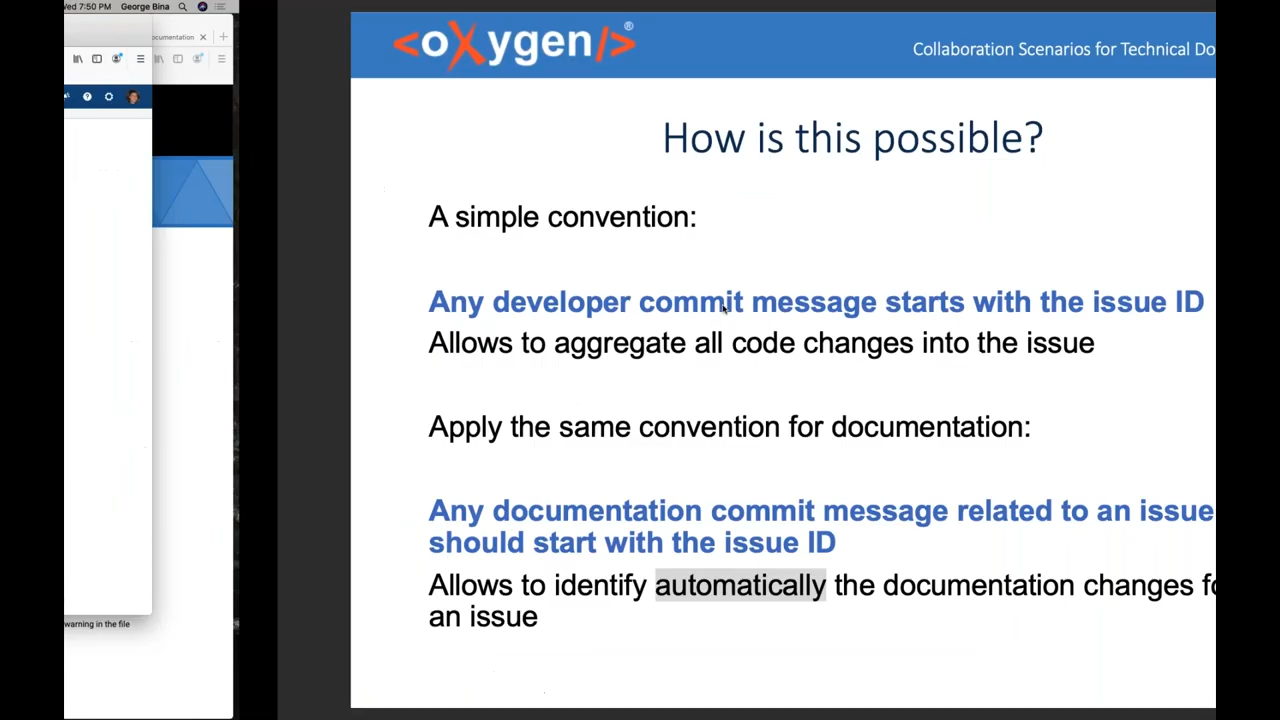 Wed 7:50 PM George Bina
ocumentation
warning in the file
<oXygen/>®
Collaboration Scenarios for Technical Do
How is this possible?
A simple convention:
Any developer commit message starts with the issue ID
Allows to aggregate all code changes into the issue
Apply the same convention for documentation:
Any documentation commit message related to an issue
should start with the issue ID
Allows to identify automatically the documentation changes fo
an issue